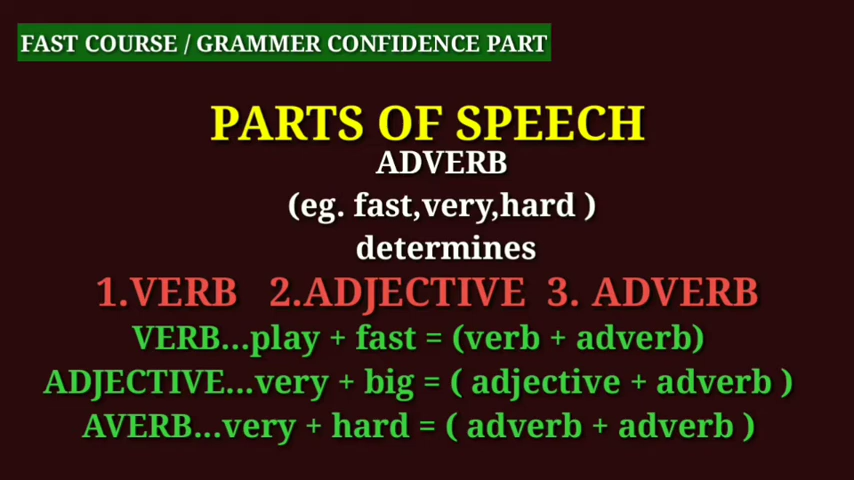 FAST COURSE / GRAMMER CONFIDENCE PART
PARTS OF SPEECH
ADVERB
(eg. fast,very,hard )
determines
1.VERB 2.ADJECTIVE 3. ADVERB
VERB...play + fast = (verb + adverb)
ADJECTIVE...very + big = ( adjective + adverb )
AVERB...very + hard = ( adverb + adverb )